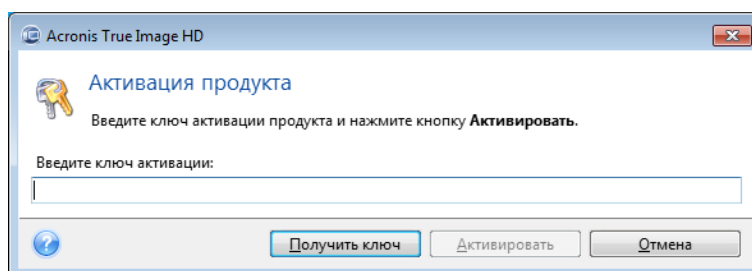 Acronis True Image HD
Активация продукта
Введите ключ активации продукта и нажмите кнопку Активировать.
Введите ключ активации:
Получить ключ
Активировать
Отмена